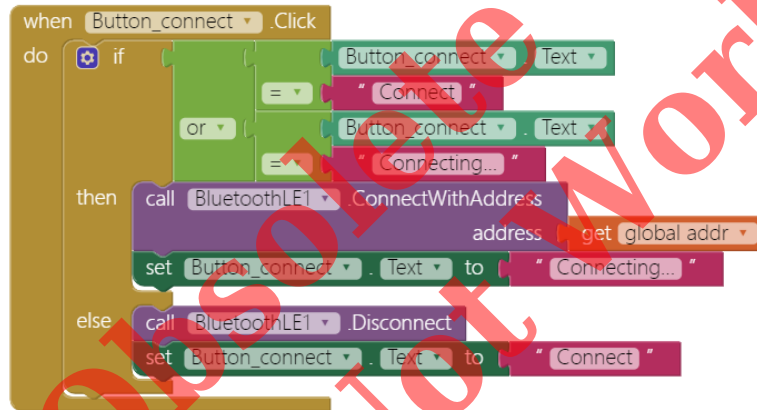 when Button_connect .Click
do if Button_connect . Text
= " Connect "
or Button_connect . Text
= " Connecting... "
then call BluetoothLE1 .ConnectWithAddress
address get global addr
set Button_connect . Text to " Connecting... "
else call BluetoothLE1 .Disconnect
set Button_connect . Text to " Connect "
Obsolete
Not Wor